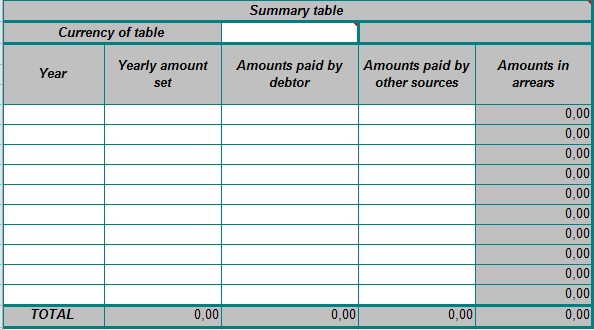 Summary table
Currency of table
Year
Yearly amount
set
Amounts paid by
debtor
Amounts paid by
other sources
Amounts in
arrears
0,00
0,00
0,00
0,00
0,00
0,00
0,00
0,00
0,00
0,00
TOTAL 0,00 0,00 0,00 0,00